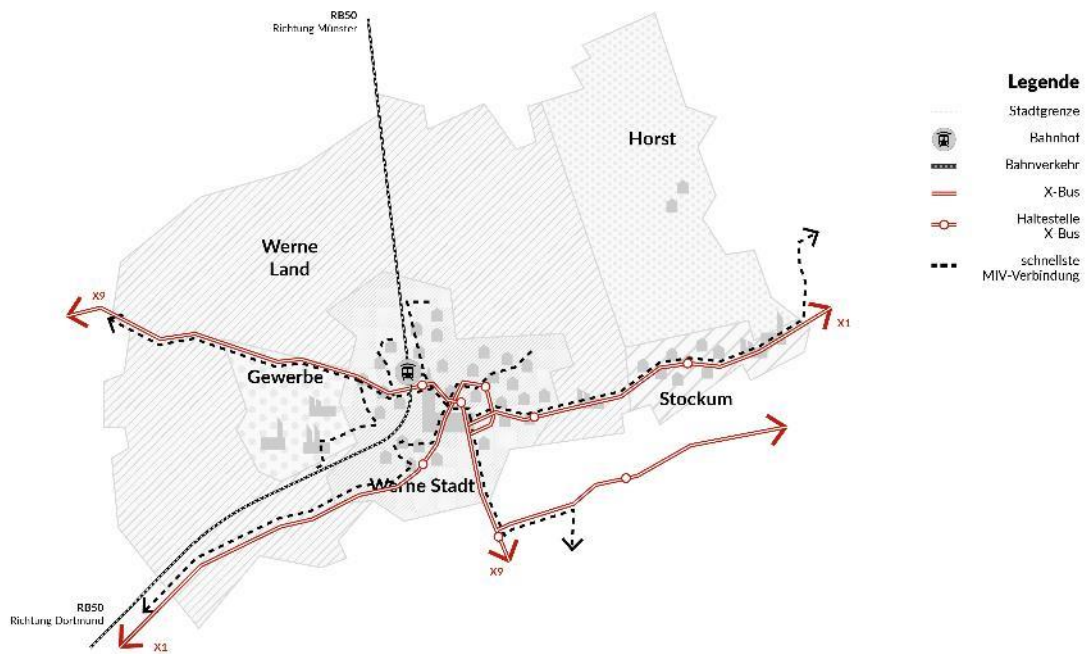 RB50
Richtung Münster
Horst
Werne
Land
X9
X1
Gewerbe
Stockum
Werne Stadt
X9
RB50
Richtung Dortmund
X1
Legende
Stadtgrenze
Bahnhof
Bahnverkehr
X-Bus
Haltestelle
X Bus
schnellste
MIV-Verbindung